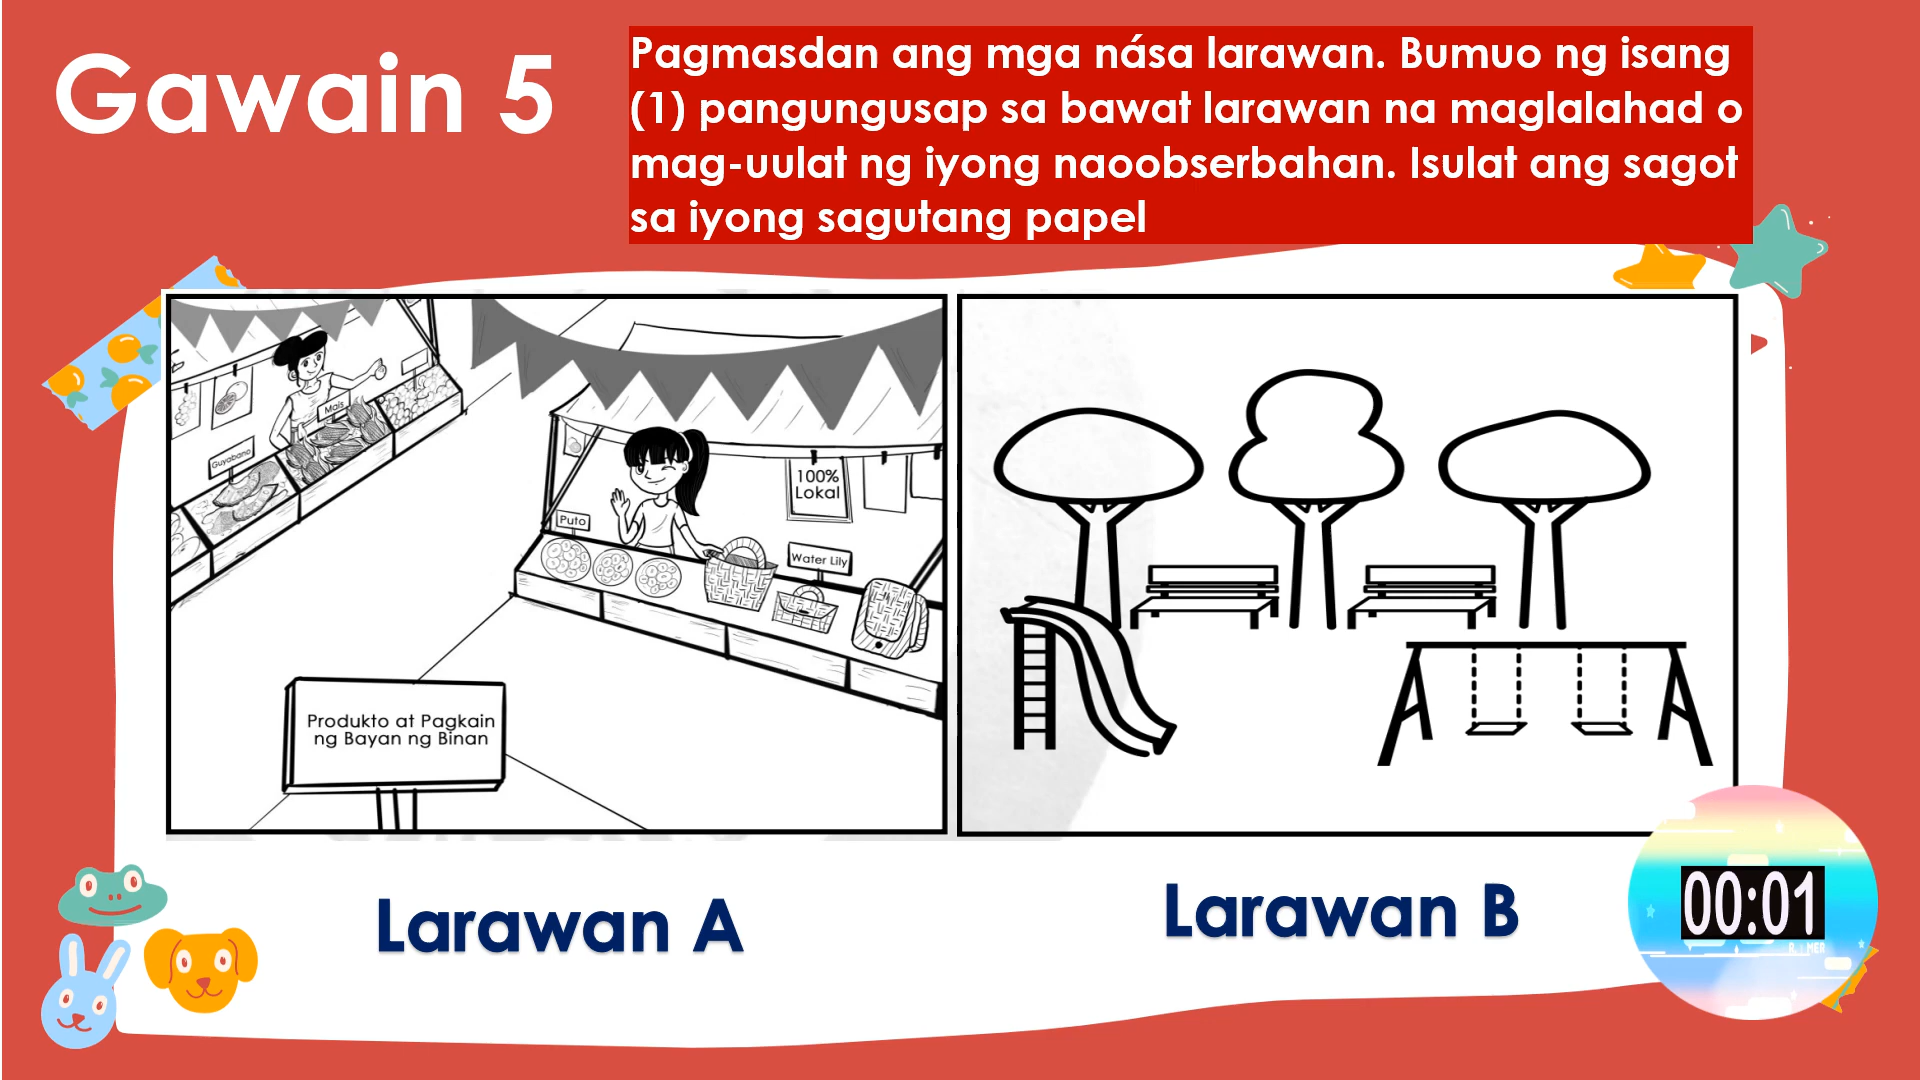 Gawain 5
Pagmasdan ang mga nása larawan. Bumuo ng isang
(1) pangungusap sa bawat larawan na maglalahad o
mag-uulat ng iyong naoobserbahan. Isulat ang sagot
sa iyong sagutang papel
Mais
Guyabano
100%
Lokal
Puto
Water Lily
Produkto at Pagkain
ng Bayan ng Binan
Larawan A
Larawan B
00:01